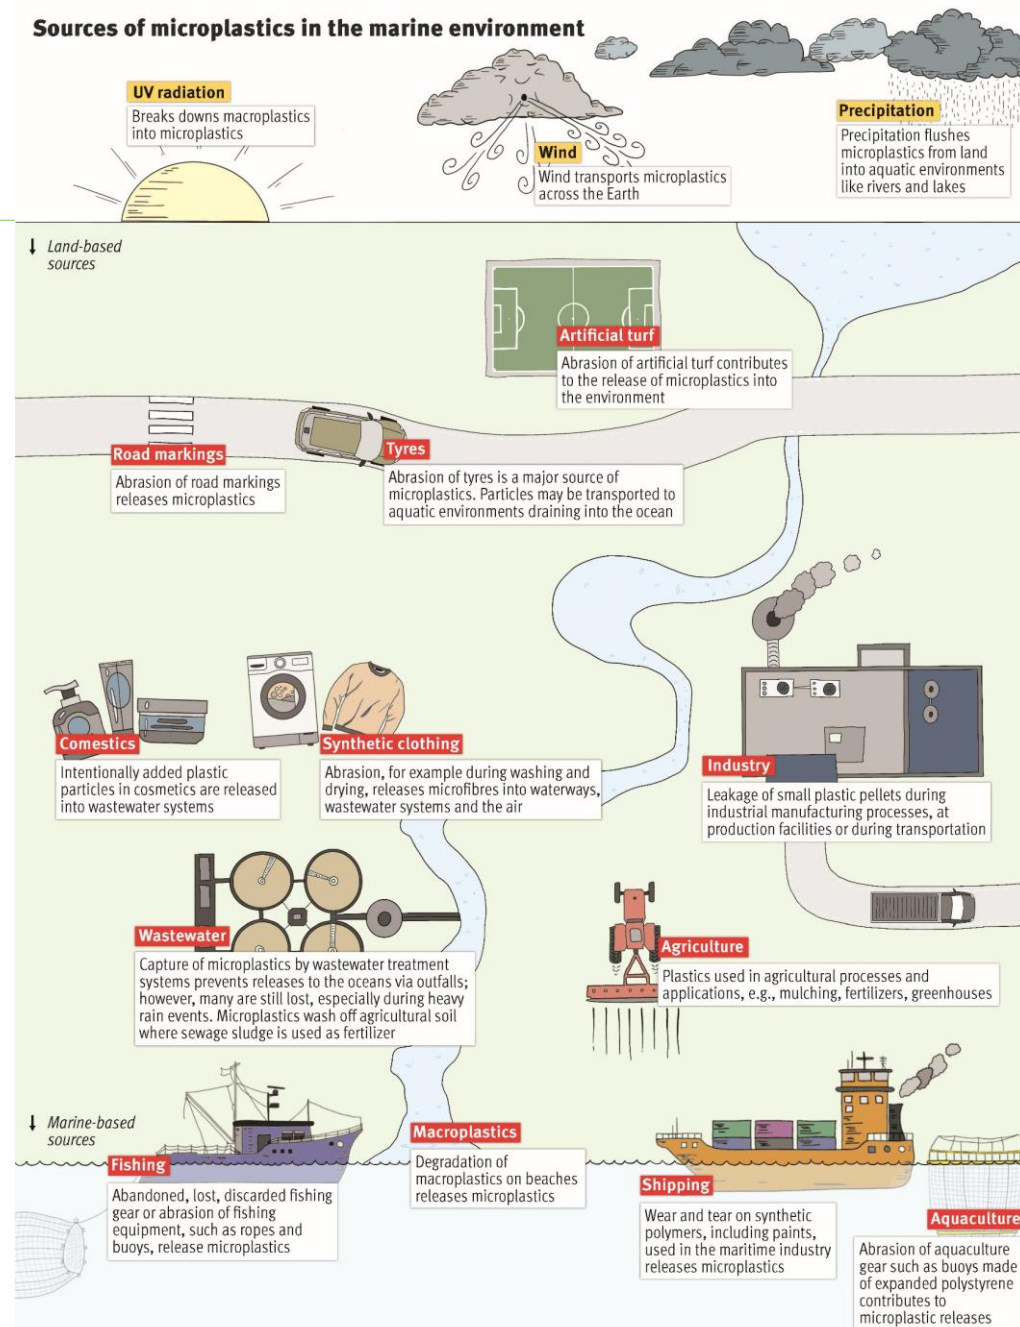 Sources of microplastics in the marine environment
UV radiation
Breaks downs macroplastics
into microplastics
Wind
Wind transports microplastics
across the Earth
Precipitation
Precipitation flushes
microplastics from land
into aquatic environments
like rivers and lakes
Land-based
sources
Artificial turf
Abrasion of artificial turf contributes
to the release of microplastics into
the environment
Road markings
Abrasion of road markings
releases microplastics
Tyres
Abrasion of tyres is a major source of
microplastics. Particles may be transported to
aquatic environments draining into the ocean
Comestics
Intentionally added plastic
particles in cosmetics are released
into wastewater systems
Synthetic clothing
Abrasion, for example during washing and
drying, releases microfibres into waterways,
wastewater systems and the air
Industry
Leakage of small plastic pellets during
industrial manufacturing processes, at
production facilities or during transportation
Wastewater
Capture of microplastics by wastewater treatment
systems prevents releases to the oceans via outfalls;
however, many are still lost, especially during heavy
rain events. Microplastics wash off agricultural soil
where sewage sludge is used as fertilizer
Agriculture
Plastics used in agricultural processes and
applications, e.g., mulching, fertilizers, greenhouses
Marine-based
sources
Fishing
Abandoned, lost, discarded fishing
gear or abrasion of fishing
equipment, such as ropes and
buoys, release microplastics
Macroplastics
Degradation of
macroplastics on beaches
releases microplastics
Shipping
Wear and tear on synthetic
polymers, including paints,
used in the maritime industry
releases microplastics
Aquaculture
Abrasion of aquaculture
gear such as buoys made
of expanded polystyrene
contributes to
microplastic releases